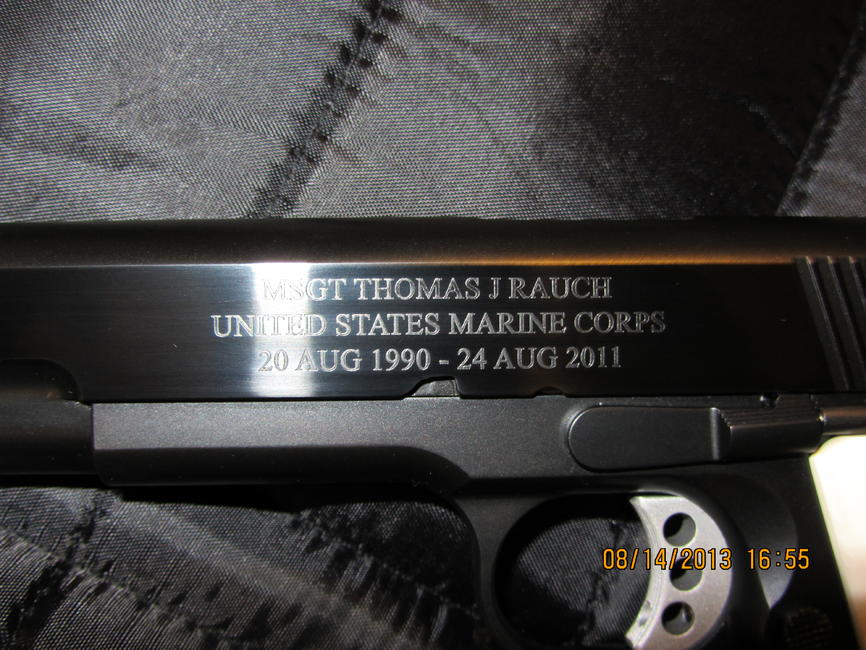 MSGT THOMAS J RAUCH
UNITED STATES MARINE CORPS
20 AUG 1990 - 24 AUG 2011
08/14/2013 16:55